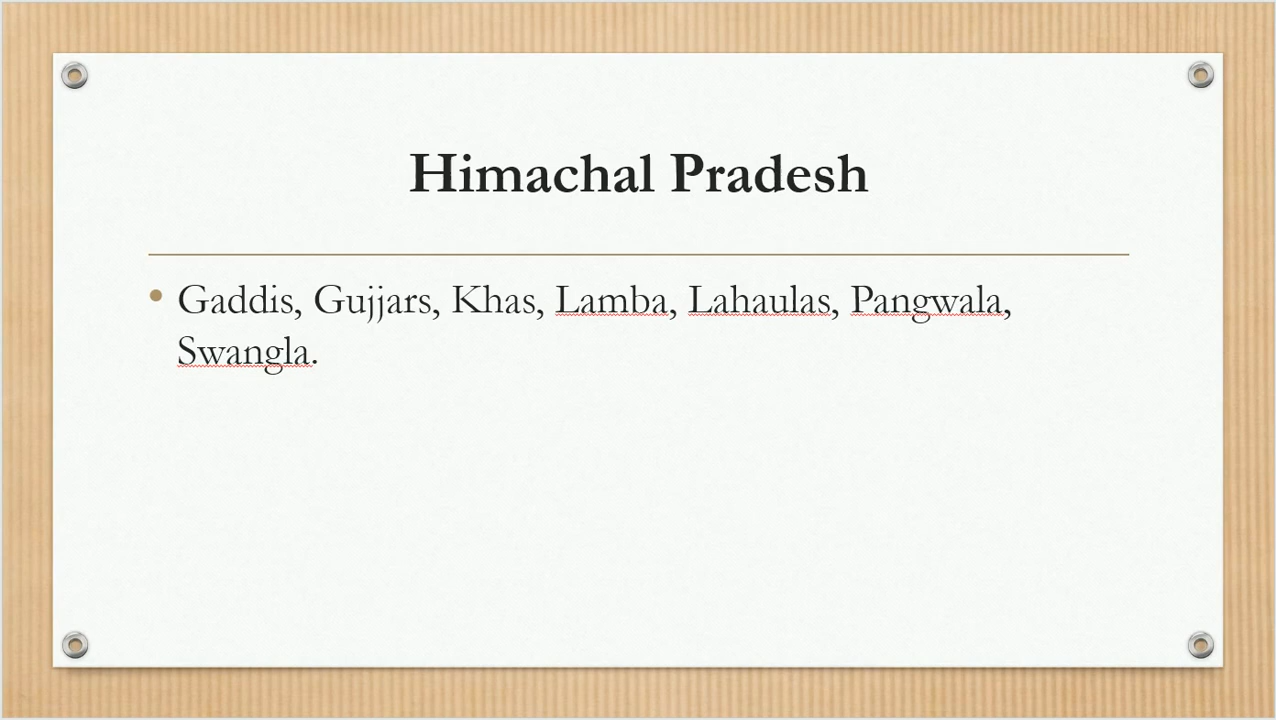 Himachal Pradesh
• Gaddis, Gujjars, Khas, Lamba, Lahaulas, Pangwala,
Swangla.